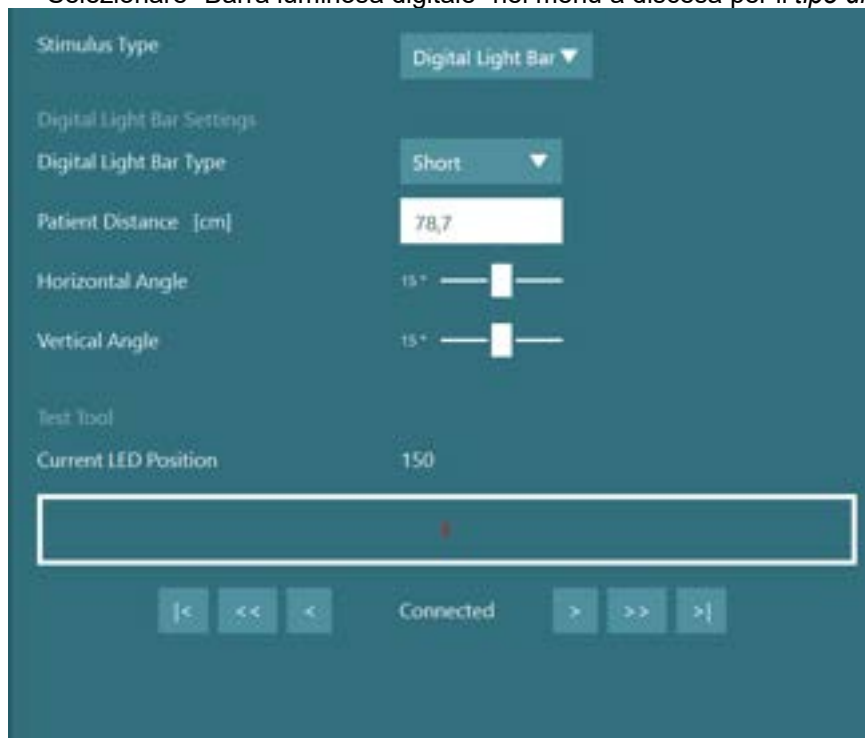 Selezionare "Barra luminosa digitale" nel menu a discesa per il tipo di
Stimulus Type
Digital Light Bar
Digital Light Bar Settings
Digital Light Bar Type
Short
Patient Distance [cm]
78,7
Horizontal Angle
15°
Vertical Angle
15°
Test Tool
Current LED Position
150
|<
<<
<
Connected
>
>>
>|